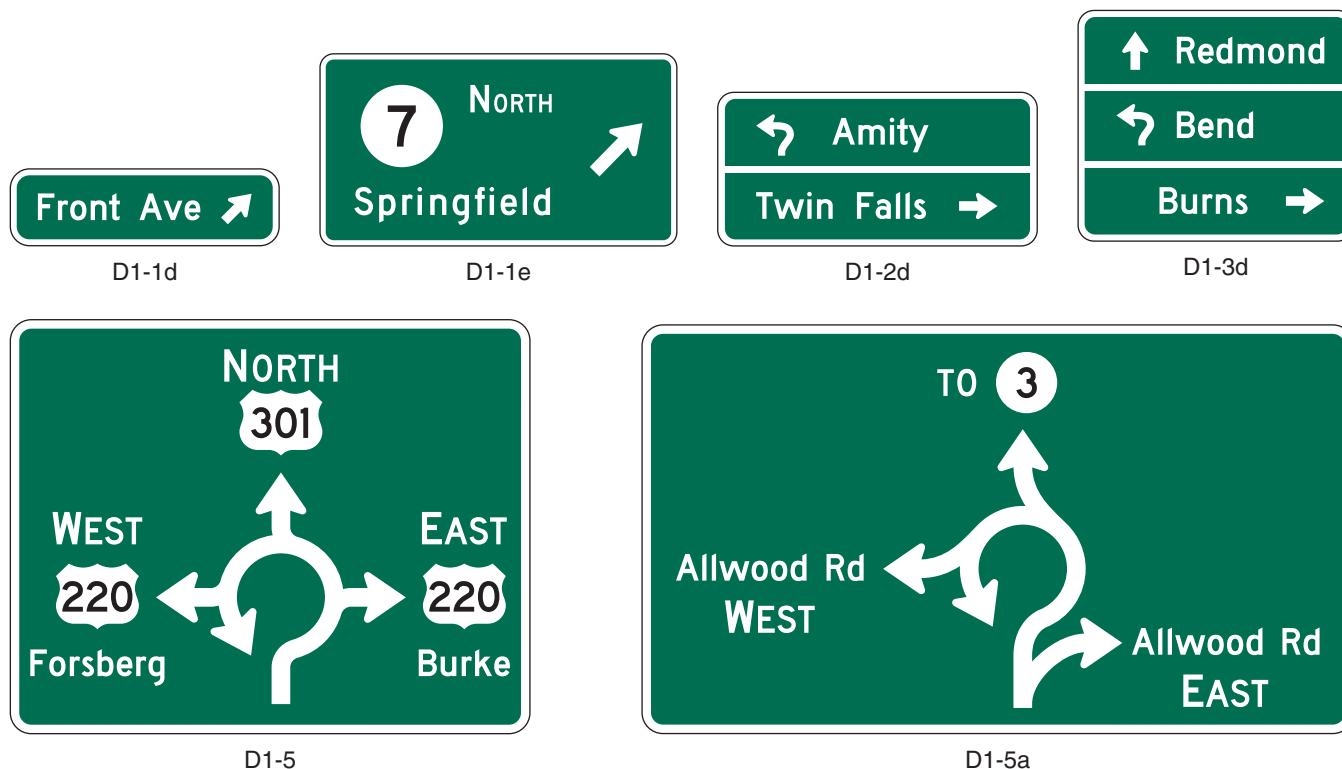 Front Ave
D1-1d
7 NORTH
Springfield
D1-1e
Amity
Twin Falls
D1-2d
Redmond
Bend
Burns
D1-3d
NORTH
301
WEST
220
Forsberg
EAST
220
Burke
D1-5
TO 3
Allwood Rd
WEST
Allwood Rd
EAST
D1-5a